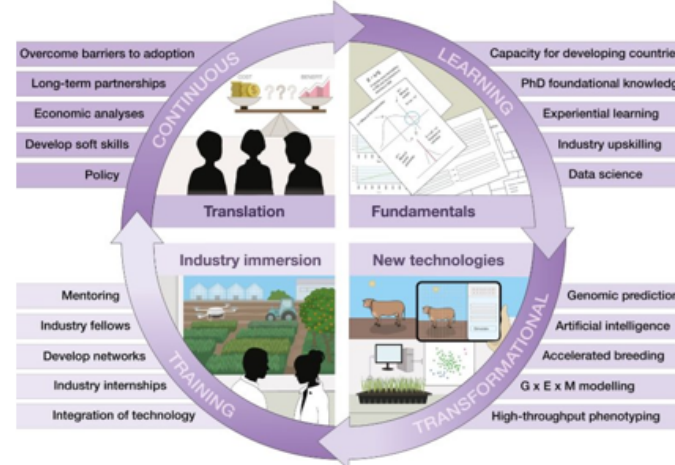 Overcome barriers to adoption
Long-term partnerships
Economic analyses
Develop soft skills
Policy
CONTINUOUS
COST
???
BENEFIT
Translation
LEARNING
Fundamentals
Capacity for developing countrie
PhD foundational knowledg
Experiential learning
Industry upskilling
Data science
Industry immersion
New technologies
Mentoring
Industry fellows
Develop networks
Industry internships
Integration of technology
TRAINING
TRANSFORMATIONAL
Genomic prediction
Artificial intelligence
Accelerated breeding
G x E x M modelling
High-throughput phenotyping